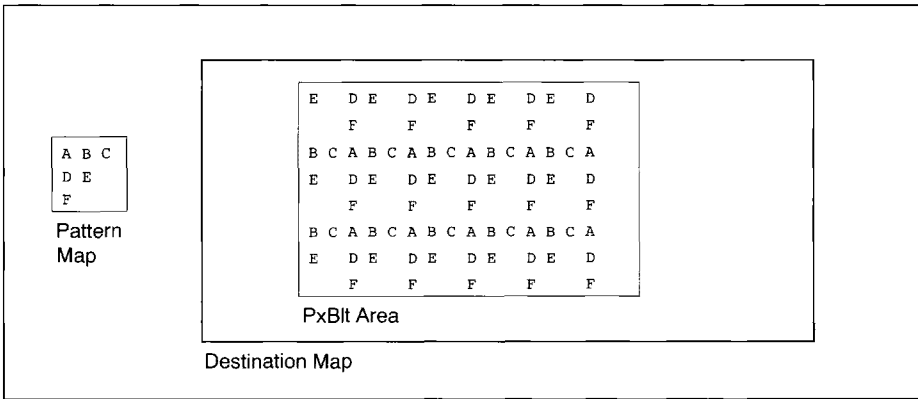 E D E D E D E D E D
F F F F F
B C A B C A B C A B C A B C A
E D E D E D E D E D
F F F F F
B C A B C A B C A B C A B C A
E D E D E D E D E D
F F F F F
PxBlt Area
A B C
D E
F
Pattern
Map
Destination Map